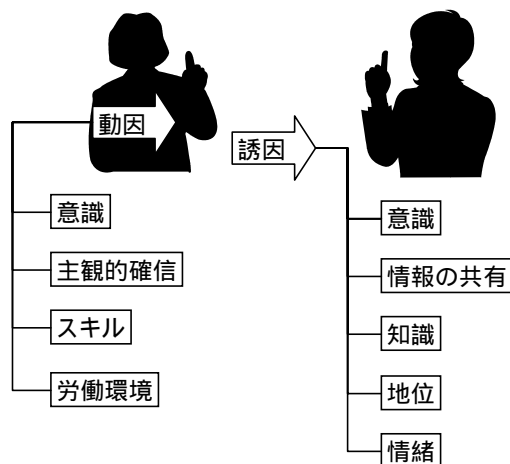 動因
誘因
意識
主観的確信
スキル
労働環境
意識
情報の共有
知識
地位
情緒